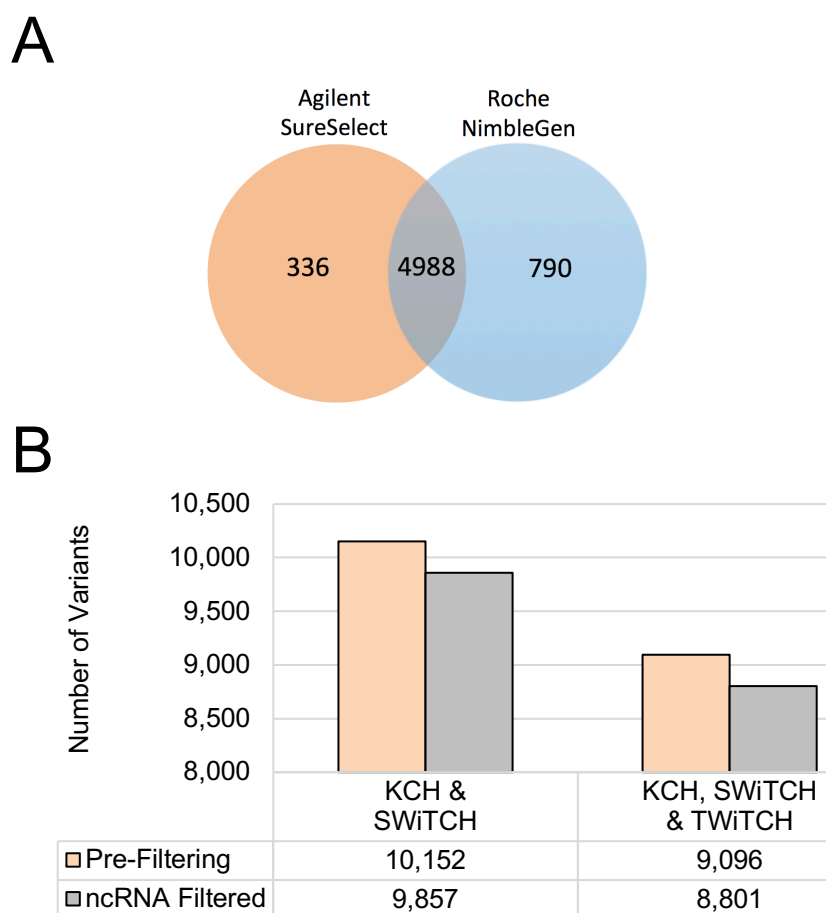 A
Agilent
SureSelect
Roche
NimbleGen
336
4988
790
B
Number of Variants
10,500
10,000
9,500
9,000
8,500
8,000
KCH &
SWiTCH
KCH, SWiTCH
& TWiTCH
Pre-Filtering 10,152 9,096
ncRNA Filtered 9,857 8,801